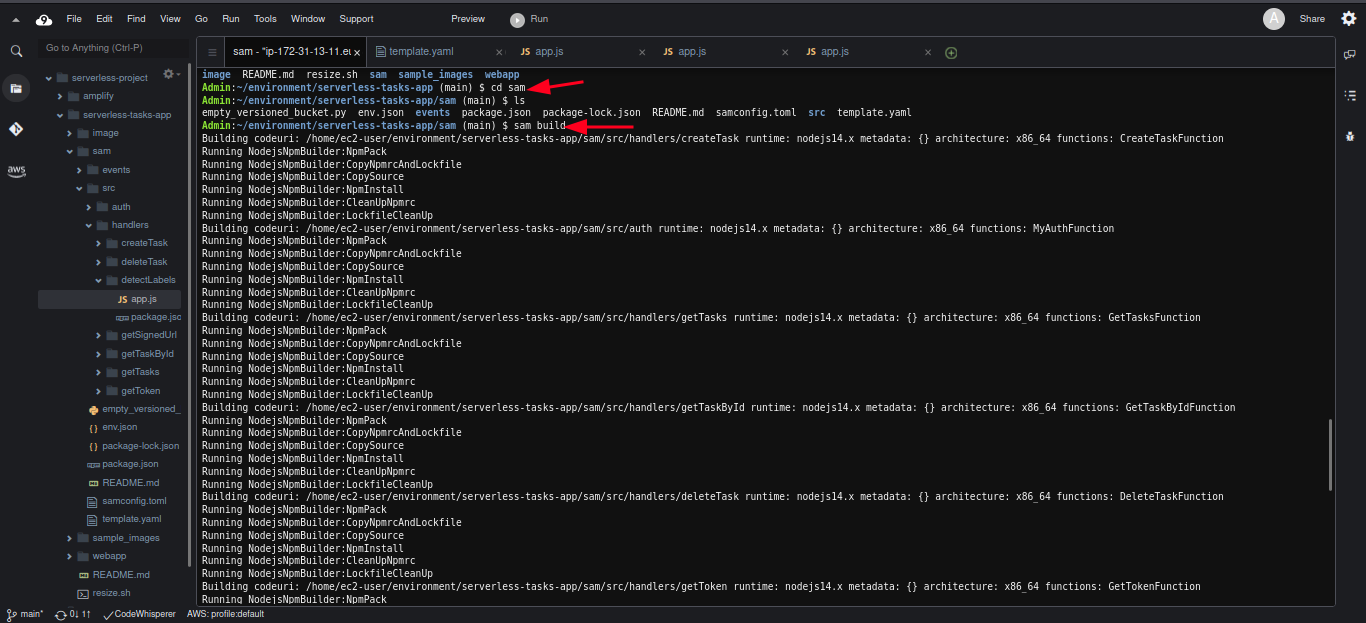 File Edit Find View Go Run Tools Window Support Preview Run A Share
Go to Anything (Ctrl-P)
sam - "ip-172-31-13-11.eu × template.yaml × JS app.js × JS app.js × JS app.js ×
serverless-project
amplify
serverless-tasks-app
image
sam
events
src
auth
handlers
createTask
deleteTask
detectLabels
JS app.js
package.jsc
getSignedUrl
getTaskById
getTasks
getToken
empty_versioned_
env.json
package-lock.json
package.json
README.md
samconfig.toml
template.yaml
sample_images
webapp
README.md
resize.sh
aws
image README.md resize.sh sam sample_images webapp
Admin:~/environment/serverless-tasks-app (main) $ cd sam
Admin:~/environment/serverless-tasks-app/sam (main) $ ls
empty_versioned_bucket.py env.json events package.json package-lock.json README.md samconfig.toml src template.yaml
Admin:~/environment/serverless-tasks-app/sam (main) $ sam build
Building codeuri: /home/ec2-user/environment/serverless-tasks-app/sam/src/handlers/createTask runtime: nodejs14.x metadata: {} architecture: x86_64 functions: CreateTaskFunction
Running NodejsNpmBuilder:NpmPack
Running NodejsNpmBuilder:CopyNpmrcAndLockfile
Running NodejsNpmBuilder:CopySource
Running NodejsNpmBuilder:NpmInstall
Running NodejsNpmBuilder:CleanUpNpmrc
Running NodejsNpmBuilder:LockfileCleanUp
Building codeuri: /home/ec2-user/environment/serverless-tasks-app/sam/src/auth runtime: nodejs14.x metadata: {} architecture: x86_64 functions: MyAuthFunction
Running NodejsNpmBuilder:NpmPack
Running NodejsNpmBuilder:CopyNpmrcAndLockfile
Running NodejsNpmBuilder:CopySource
Running NodejsNpmBuilder:NpmInstall
Running NodejsNpmBuilder:CleanUpNpmrc
Running NodejsNpmBuilder:LockfileCleanUp
Building codeuri: /home/ec2-user/environment/serverless-tasks-app/sam/src/handlers/getTasks runtime: nodejs14.x metadata: {} architecture: x86_64 functions: GetTasksFunction
Running NodejsNpmBuilder:NpmPack
Running NodejsNpmBuilder:CopyNpmrcAndLockfile
Running NodejsNpmBuilder:CopySource
Running NodejsNpmBuilder:NpmInstall
Running NodejsNpmBuilder:CleanUpNpmrc
Running NodejsNpmBuilder:LockfileCleanUp
Building codeuri: /home/ec2-user/environment/serverless-tasks-app/sam/src/handlers/getTaskById runtime: nodejs14.x metadata: {} architecture: x86_64 functions: GetTaskByIdFunction
Running NodejsNpmBuilder:NpmPack
Running NodejsNpmBuilder:CopyNpmrcAndLockfile
Running NodejsNpmBuilder:CopySource
Running NodejsNpmBuilder:NpmInstall
Running NodejsNpmBuilder:CleanUpNpmrc
Running NodejsNpmBuilder:LockfileCleanUp
Building codeuri: /home/ec2-user/environment/serverless-tasks-app/sam/src/handlers/deleteTask runtime: nodejs14.x metadata: {} architecture: x86_64 functions: DeleteTaskFunction
Running NodejsNpmBuilder:NpmPack
Running NodejsNpmBuilder:CopyNpmrcAndLockfile
Running NodejsNpmBuilder:CopySource
Running NodejsNpmBuilder:NpmInstall
Running NodejsNpmBuilder:CleanUpNpmrc
Running NodejsNpmBuilder:LockfileCleanUp
Building codeuri: /home/ec2-user/environment/serverless-tasks-app/sam/src/handlers/getToken runtime: nodejs14.x metadata: {} architecture: x86_64 functions: GetTokenFunction
Running NodejsNpmBuilder:NpmPack
main* 0↓ 1↑ CodeWhisperer AWS: profile:default